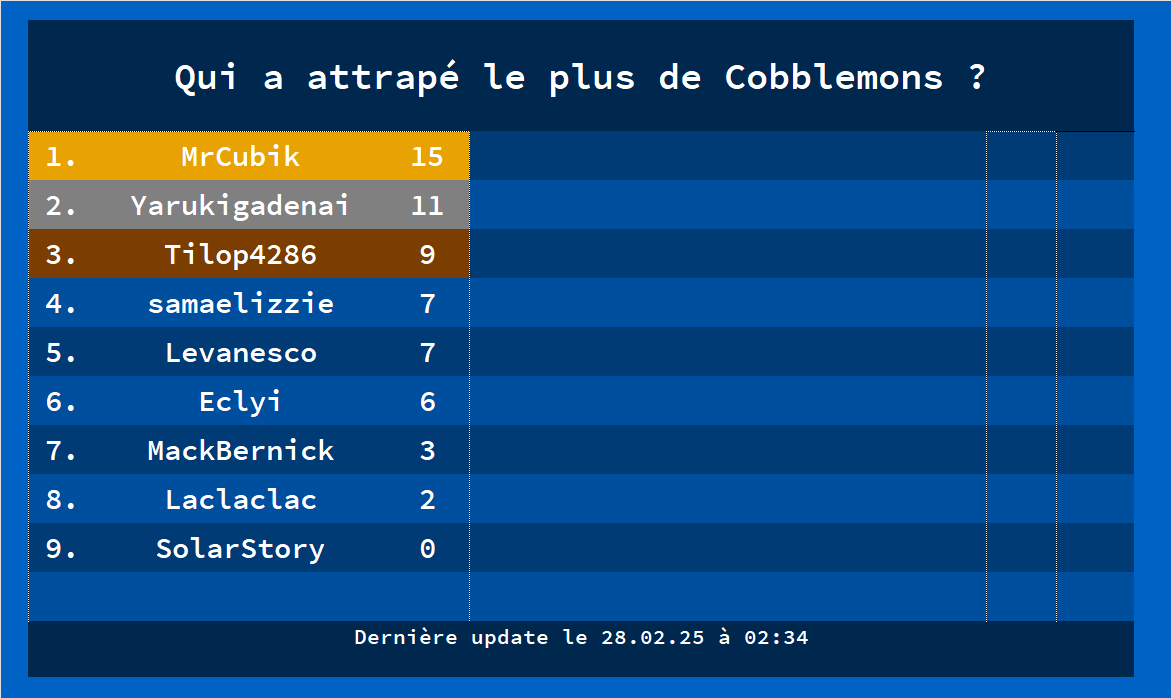 Qui a attrapé le plus de Cobblemons ?
1. MrCubik 15
2. Yarukigadenai 11
3. Tilop4286 9
4. samaelizzie 7
5. Levanesco 7
6. Eclyi 6
7. MackBernick 3
8. Laclaclac 2
9. SolarStory 0
Dernière update le 28.02.25 à 02:34